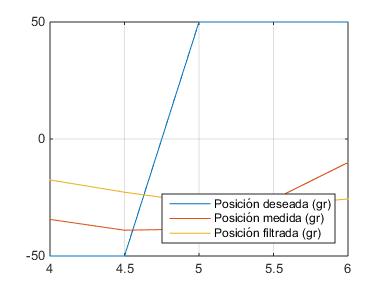 50
0
-50
4
4.5
5
5.5
6
Posición deseada (gr)
Posición medida (gr)
Posición filtrada (gr)